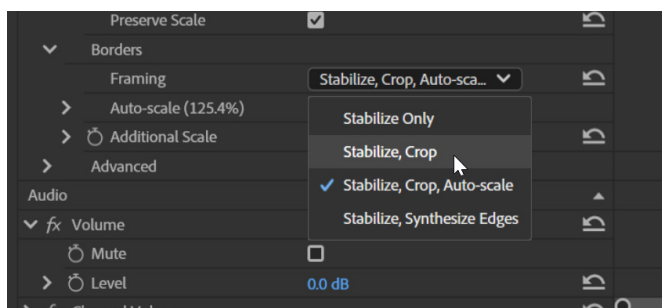 Preserve Scale
Borders
Framing
Stabilize, Crop, Auto-sca...
Auto-scale (125.4%)
Stabilize Only
Additional Scale
Stabilize, Crop
Advanced
Stabilize, Crop, Auto-scale
Audio
Stabilize, Synthesize Edges
fx Volume
Mute
Level
0.0 dB